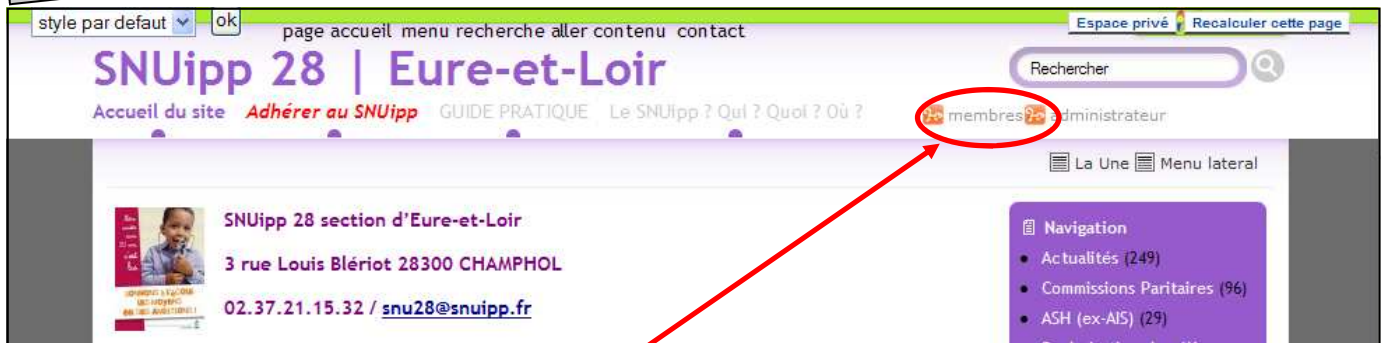 style par defaut ok
page accueil menu recherche aller contenu contact
Espace privé Recalculer cette page
SNUipp 28 | Eure-et-Loir
Rechercher
Accueil du site Adhérer au SNUipp GUIDE PRATIQUE Le SNUipp ? Qui ? Quoi ? Où ?
membres administrateur
La Une Menu lateral
SNUipp 28 section d'Eure-et-Loir
3 rue Louis Blériot 28300 CHAMPHOL
02.37.21.15.32 / snu28@snuipp.fr
Navigation
Actualités (249)
Commissions Paritaires (96)
ASH (ex-AIS) (29)